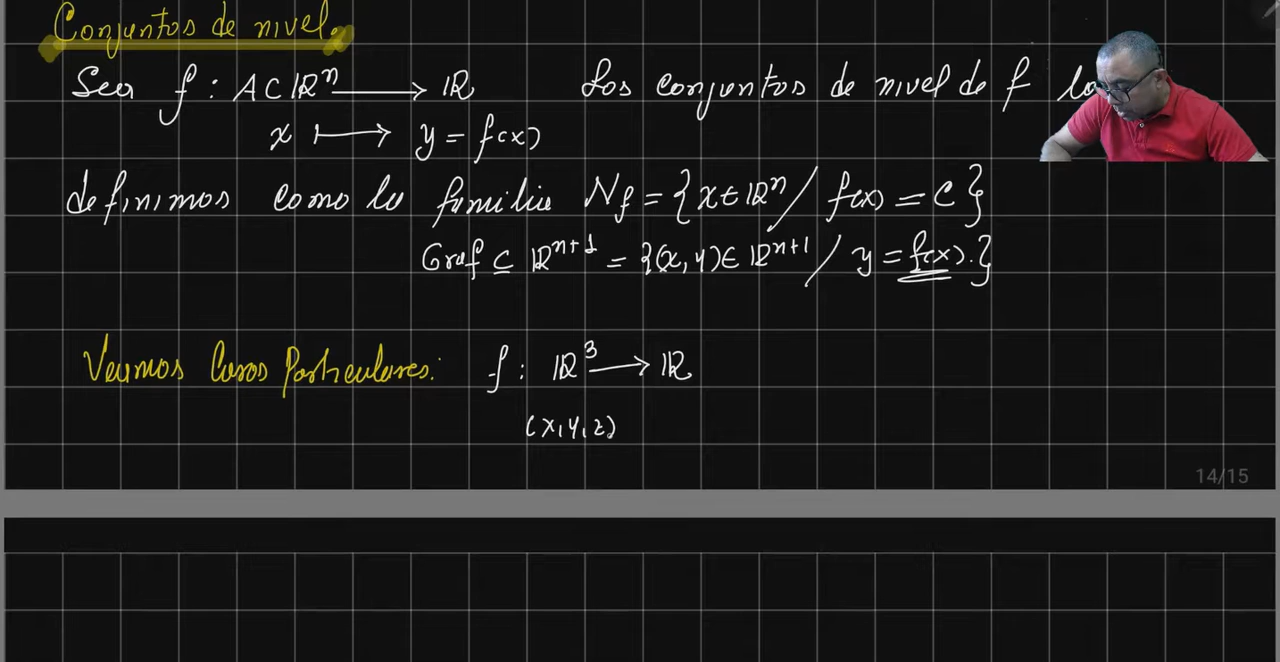 Conjuntos de nivel.
Sea f : A ⊂ ℝⁿ ⟶ ℝ Los conjuntos de nivel de f lo
x ⟼ y = f(x)
definimos como la familia Nf = {x ∈ ℝⁿ / f(x) = C}
Graf ⊆ ℝⁿ⁺¹ = {(x, y) ∈ ℝⁿ⁺¹ / y = f(x).}
Veamos Casos Particulares: f : ℝ³ ⟶ ℝ
(x, y, z)
14/15